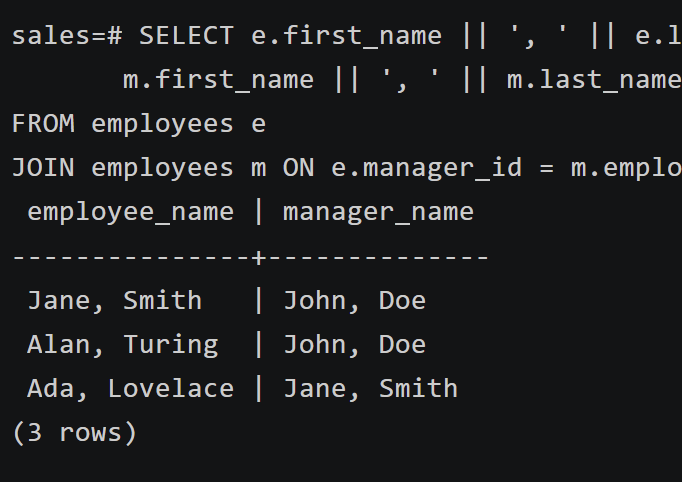 sales=# SELECT e.first_name || ', ' || e.l
m.first_name || ', ' || m.last_name
FROM employees e
JOIN employees m ON e.manager_id = m.emplo
employee_name | manager_name
---------------+--------------
Jane, Smith | John, Doe
Alan, Turing | John, Doe
Ada, Lovelace | Jane, Smith
(3 rows)